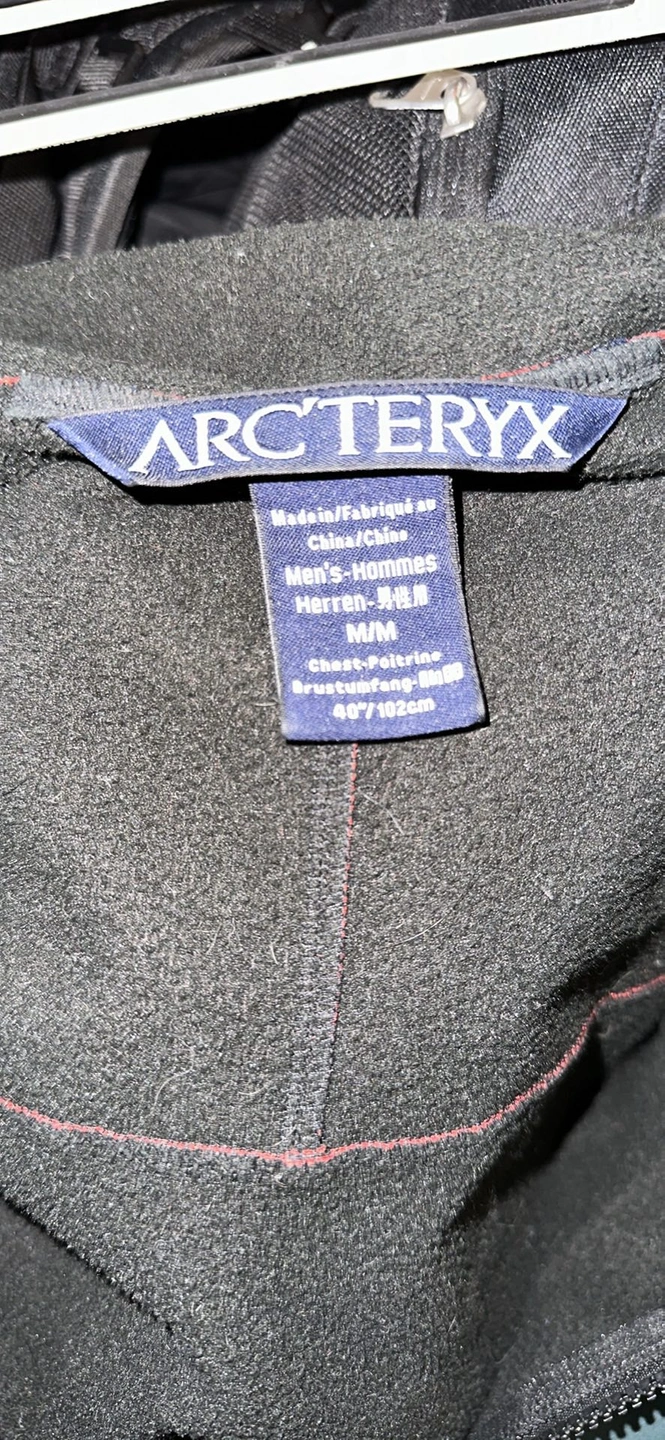 ARC'TERYX
Made in/Fabriqué au
China/Chine
Men's-Hommes
Herren-男性用
M/M
Chest-Poitrine
Brustumfang-
40"/102cm